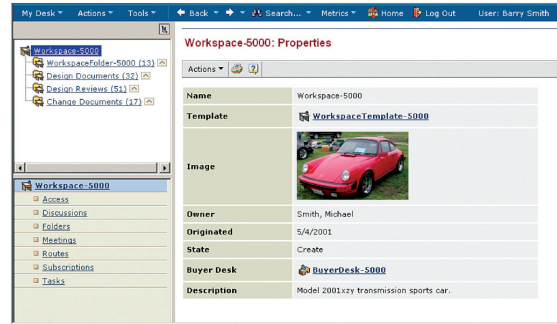 My Desk Actions Tools Back Search... Metrics Home Log Out User: Barry Smith
Workspace-5000
WorkspaceFolder-5000 (13)
Design Documents (32)
Design Reviews (51)
Change Documents (17)
Workspace-5000
Access
Discussions
Folders
Meetings
Routes
Subscriptions
Tasks
Workspace-5000: Properties
Actions
Name Workspace-5000
Template WorkspaceTemplate-5000
Image
Owner Smith, Michael
Originated 5/4/2001
State Create
Buyer Desk BuyerDesk-5000
Description Model 2001xzy transmission sports car.